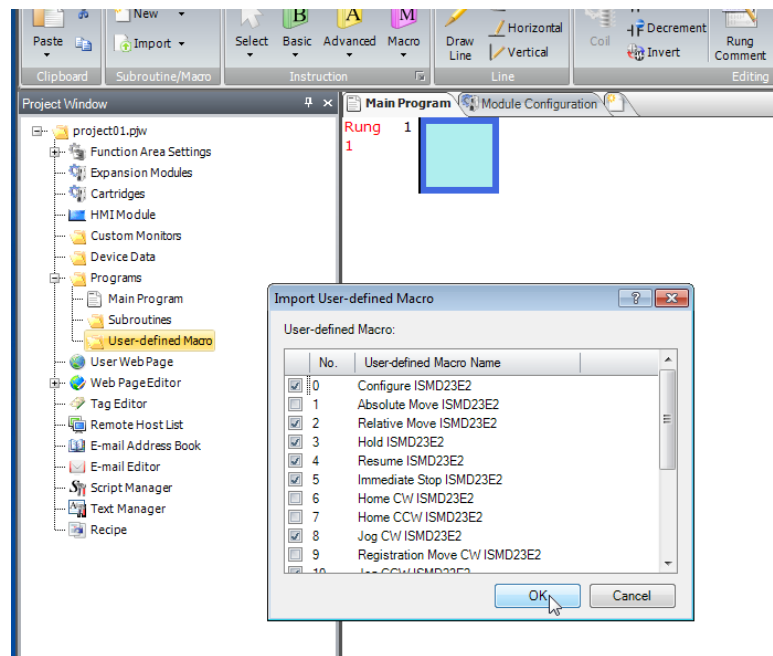 New
B A M
Horizontal
Decrement
Paste
Import
Select Basic Advanced Macro
Draw Line
Vertical
Coil
Invert
Rung Comment
Clipboard Subroutine/Macro Instruction Line Editing
Project Window
Main Program Module Configuration
project01.pjw
Rung 1
1
Function Area Settings
Expansion Modules
Cartridges
HMI Module
Custom Monitors
Device Data
Programs
Main Program
Subroutines
User-defined Macro
User Web Page
Web Page Editor
Tag Editor
Remote Host List
E-mail Address Book
E-mail Editor
Script Manager
Text Manager
Recipe
Import User-defined Macro
User-defined Macro:
No. User-defined Macro Name
0 Configure ISMD23E2
1 Absolute Move ISMD23E2
2 Relative Move ISMD23E2
3 Hold ISMD23E2
4 Resume ISMD23E2
5 Immediate Stop ISMD23E2
6 Home CW ISMD23E2
7 Home CCW ISMD23E2
8 Jog CW ISMD23E2
9 Registration Move CW ISMD23E2
10 Jog CCW ISMD23E2
OK Cancel